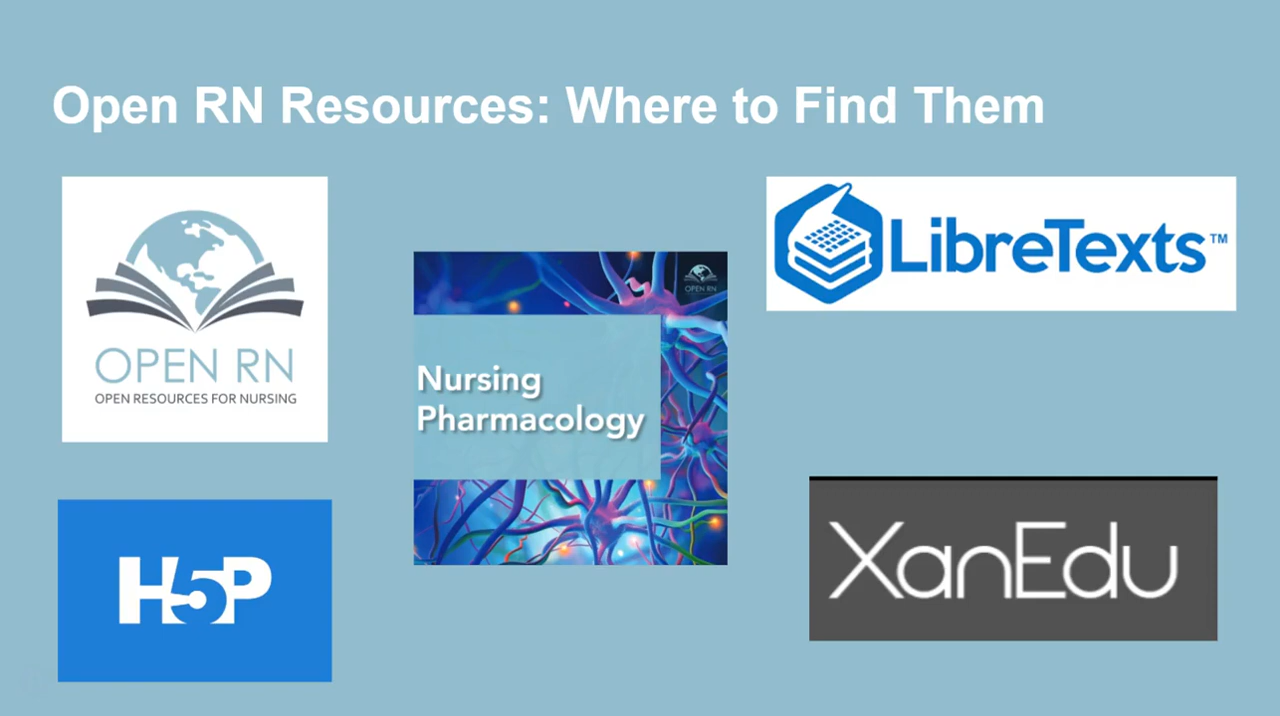 Open RN Resources: Where to Find Them
OPEN RN
OPEN RESOURCES FOR NURSING
OPEN RN
Nursing
Pharmacology
LibreTexts™
H5P
XanEdu